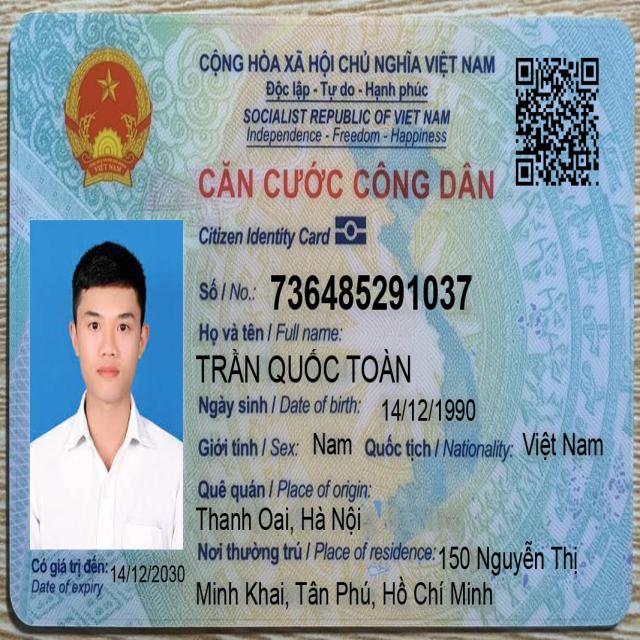 CỘNG HÒA XÃ HỘI CHỦ NGHĨA VIỆT NAM
Độc lập - Tự do - Hạnh phúc
SOCIALIST REPUBLIC OF VIET NAM
Independence - Freedom - Happiness
CĂN CƯỚC CÔNG DÂN
Citizen Identity Card
Số / No.: 736485291037
Họ và tên / Full name:
TRẦN QUỐC TOÀN
Ngày sinh / Date of birth: 14/12/1990
Giới tính / Sex: Nam Quốc tịch / Nationality: Việt Nam
Quê quán / Place of origin:
Thanh Oai, Hà Nội
Nơi thường trú / Place of residence: 150 Nguyễn Thị
Minh Khai, Tân Phú, Hồ Chí Minh
Có giá trị đến: 14/12/2030
Date of expiry
VIỆT NAM